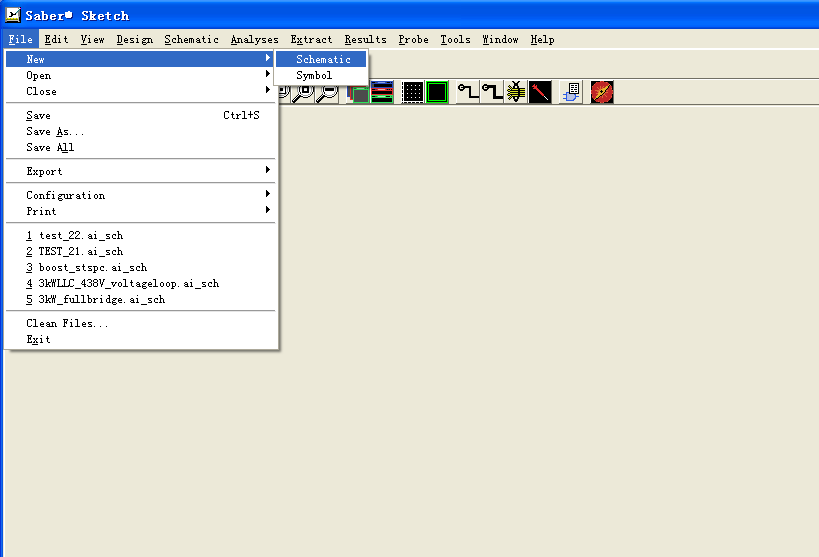 Saber® Sketch
File Edit View Design Schematic Analyses Extract Results Probe Tools Window Help
New
Schematic
Open
Symbol
Close
Save Ctrl+S
Save As...
Save All
Export
Configuration
Print
1 test_22.ai_sch
2 TEST_21.ai_sch
3 boost_stspc.ai_sch
4 3kWLLC_438V_voltageloop.ai_sch
5 3kW_fullbridge.ai_sch
Clean Files...
Exit